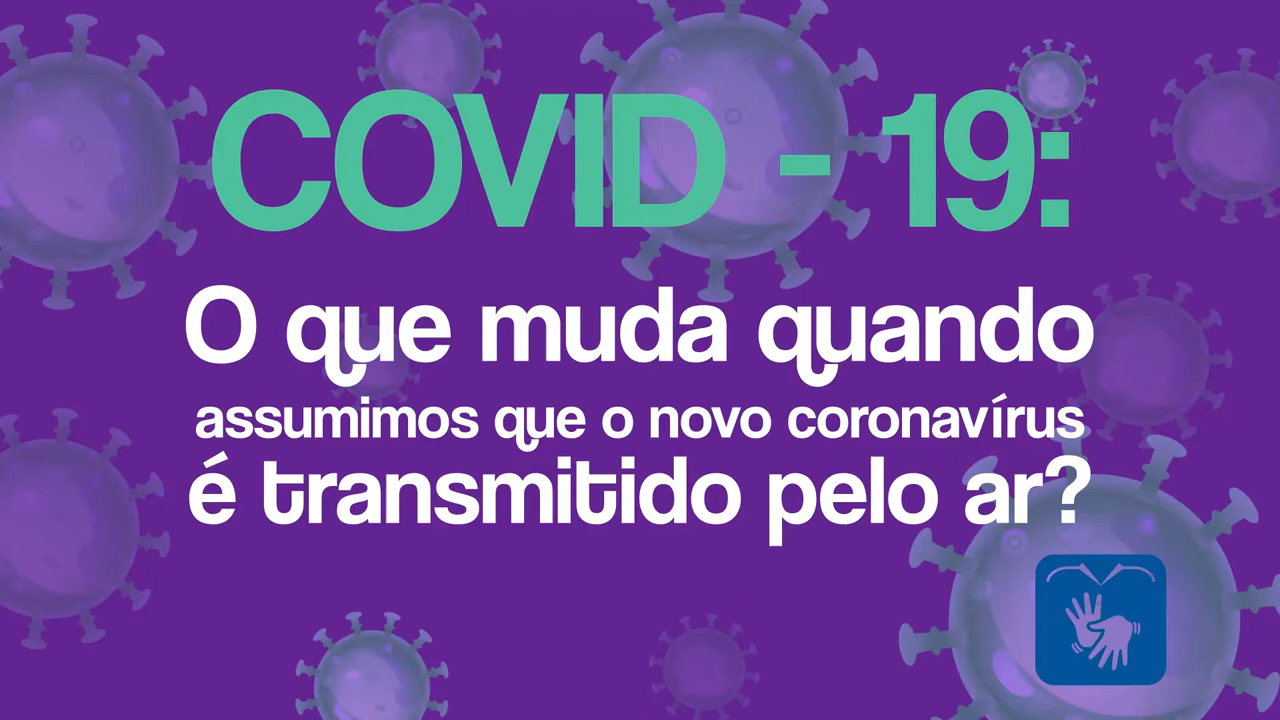 COVID - 19:
O que muda quando
assumimos que o novo coronavírus
é transmitido pelo ar?